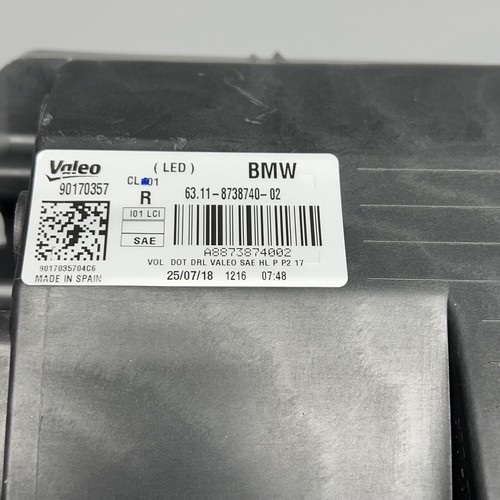 Valeo ( LED ) BMW
90170357 CL 01 63.11-8738740-02
R
I01 LCI
SAE
A8873874002
VOL DOT DRL VALEO SAE HL P P2 17
9017035704C6
MADE IN SPAIN 25/07/18 1216 07:48